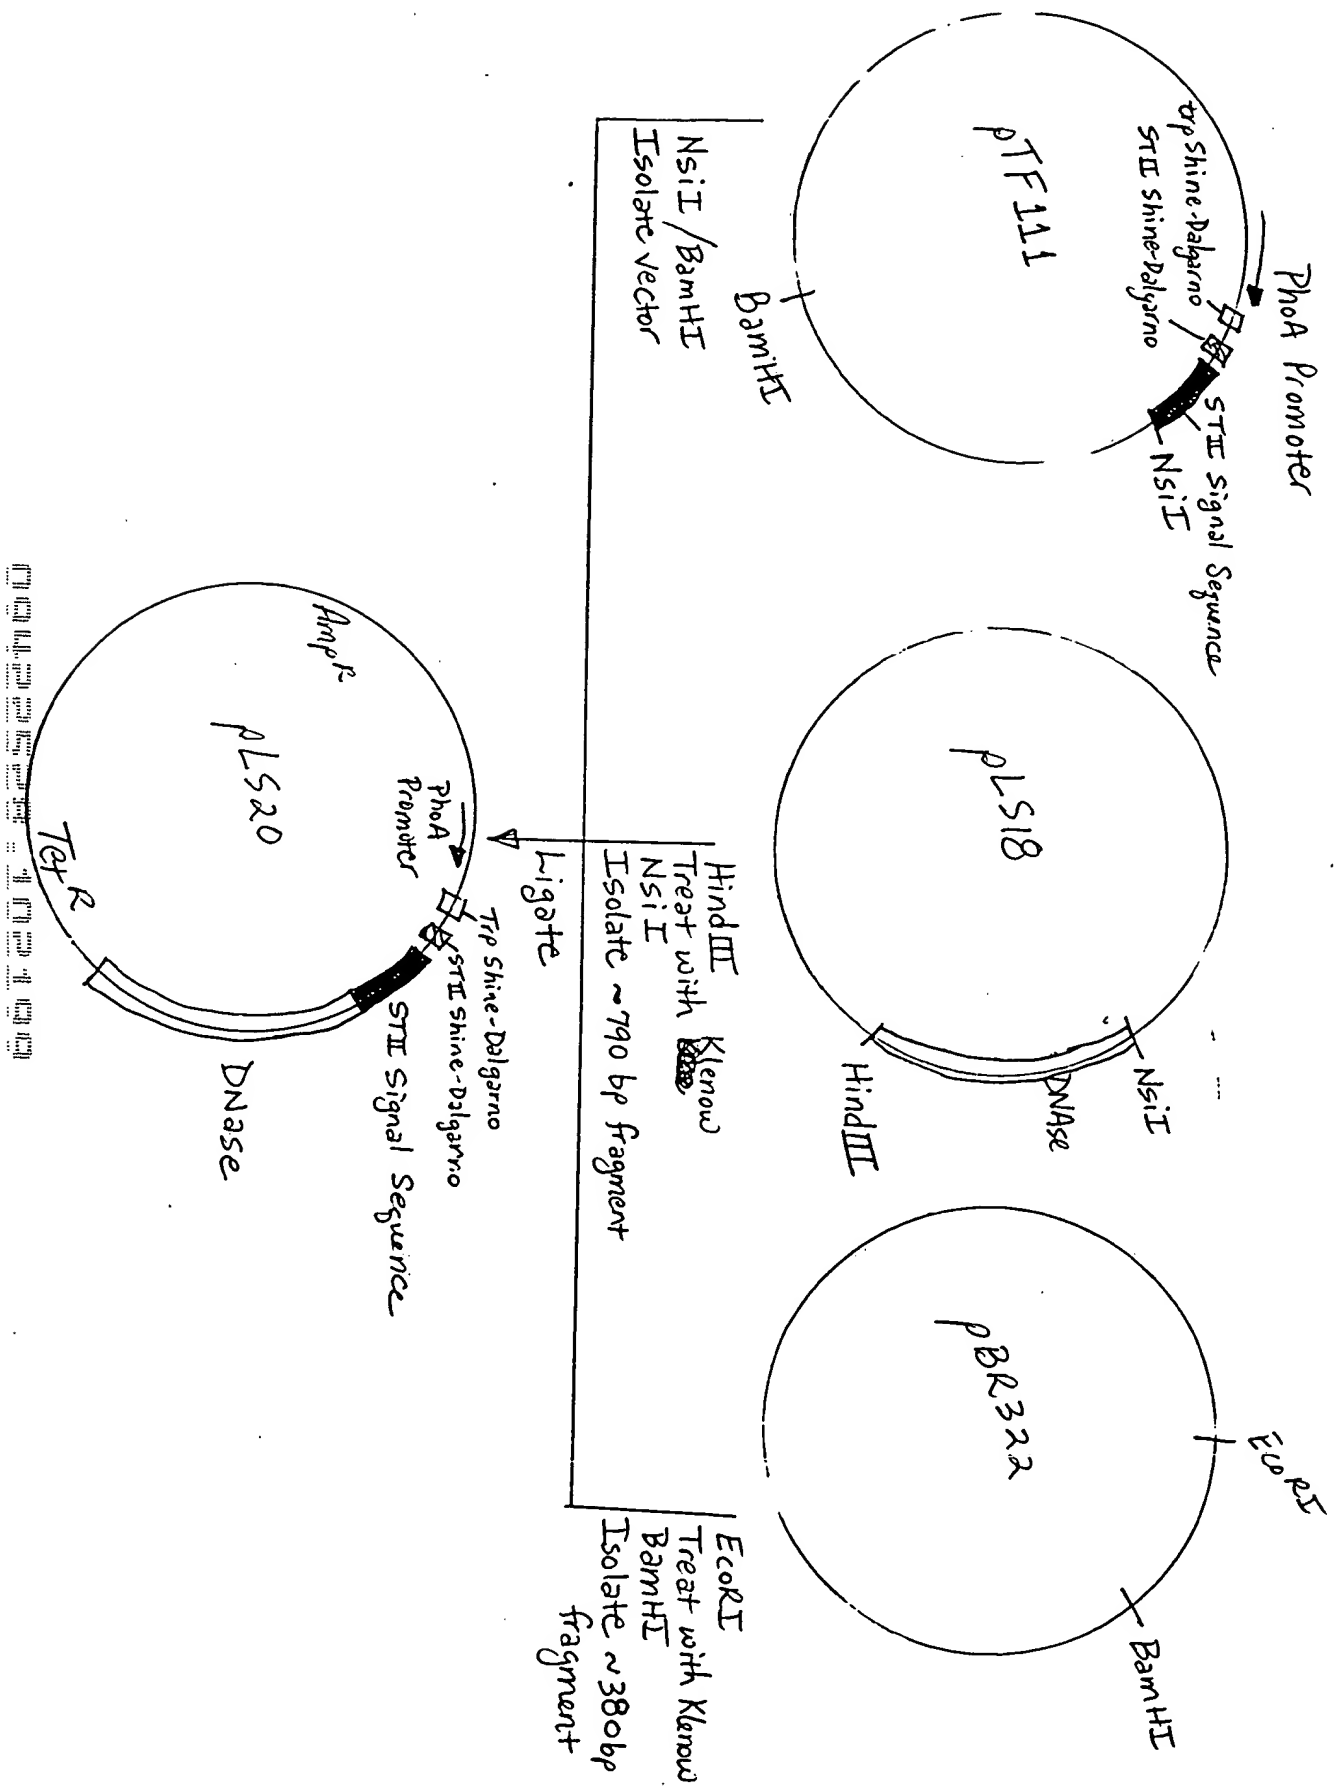 PhoA Promoter
trp Shine-Dalgarno
STII Shine-Dalgarno
STII Signal Sequence
NsiI
pTF111
BamHI
NsiI/BamHI
Isolate vector
NsiI
DNAse
HindIII
pLS18
HindIII
Treat with Klenow
NsiI
Isolate ~790 bp fragment
EcoRI
BamHI
pBR322
EcoRI
Treat with Klenow
BamHI
Isolate ~380bp
fragment
Ligate
AmpR
PhoA
Promoter
Trp Shine-Dalgarno
STII Shine-Dalgarno
STII Signal Sequence
pLS20
TetR
DNase
09422528.102199